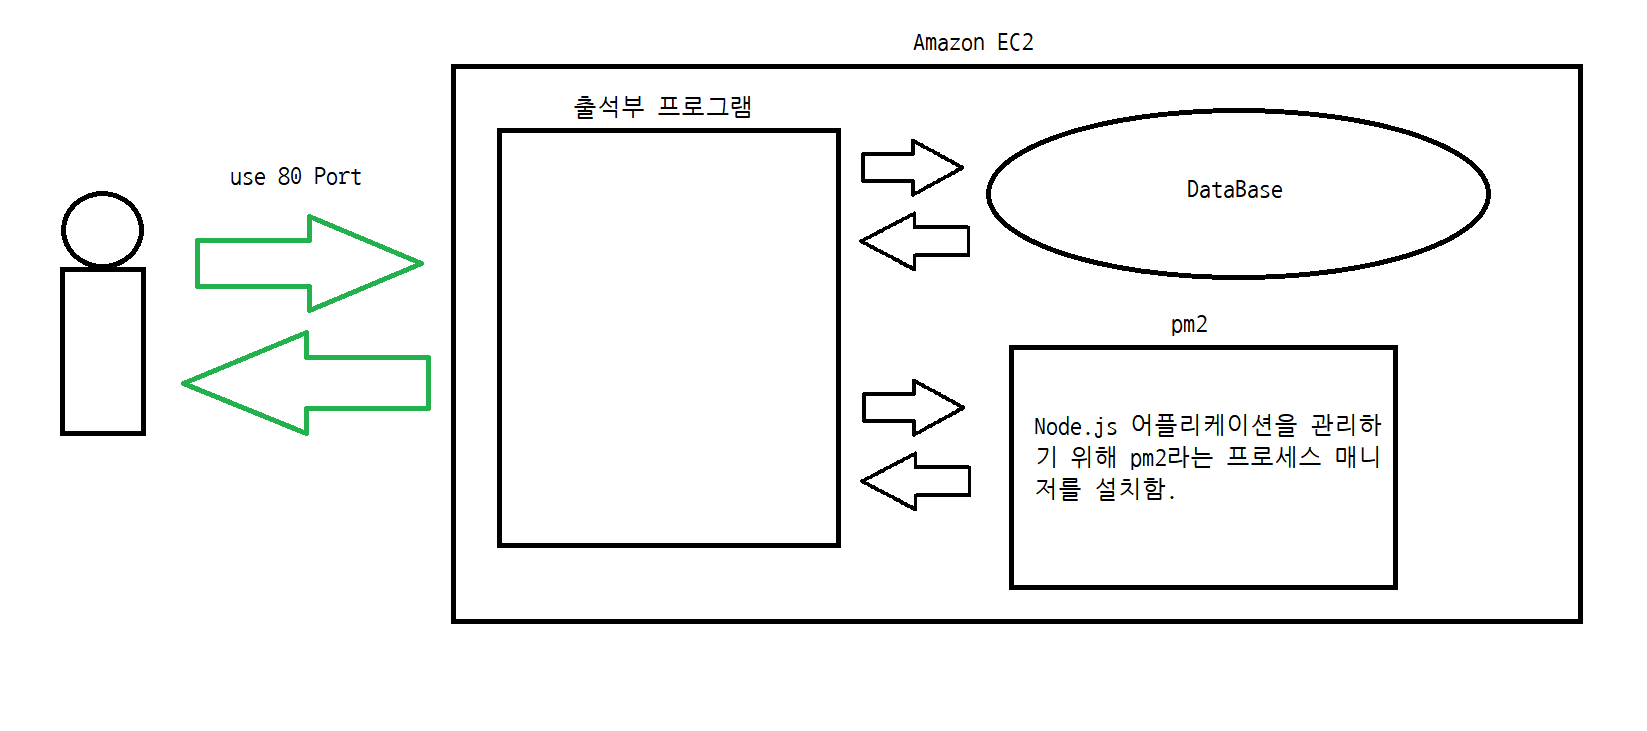 Amazon EC2
출석부 프로그램
use 80 Port
DataBase
pm2
Node.js 어플리케이션을 관리하
기 위해 pm2라는 프로세스 매니
저를 설치함.